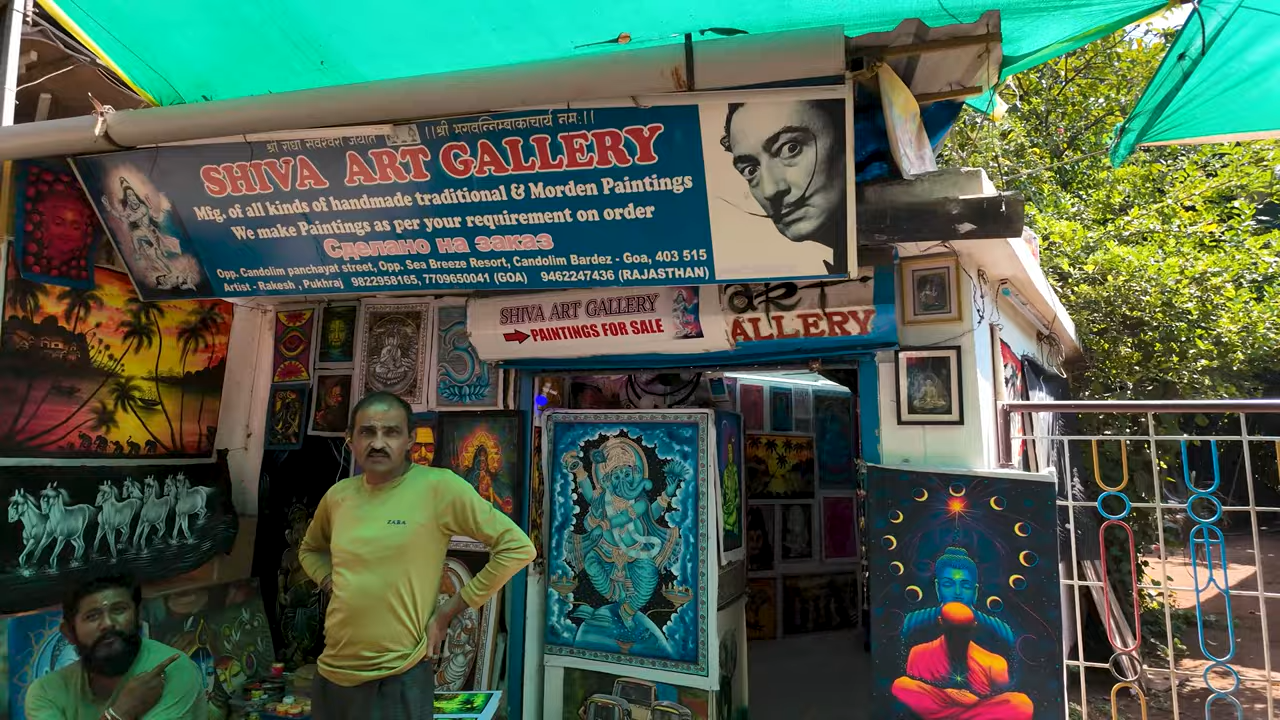 श्री राधा सर्वेश्वरो जयति ।।श्री भगवन्निम्बाकाचार्य नमः।।
SHIVA ART GALLERY
Mfg. of all kinds of handmade traditional & Morden Paintings
We make Paintings as per your requirement on order
Сделано на заказ
Opp. Candolim panchayat street, Opp. Sea Breeze Resort, Candolim Bardez - Goa, 403 515
Artist - Rakesh , Pukhraj 9822958165, 7709650041 (GOA) 9462247436 (RAJASTHAN)
SHIVA ART GALLERY
PAINTINGS FOR SALE
ART
ALLERY
ZARA